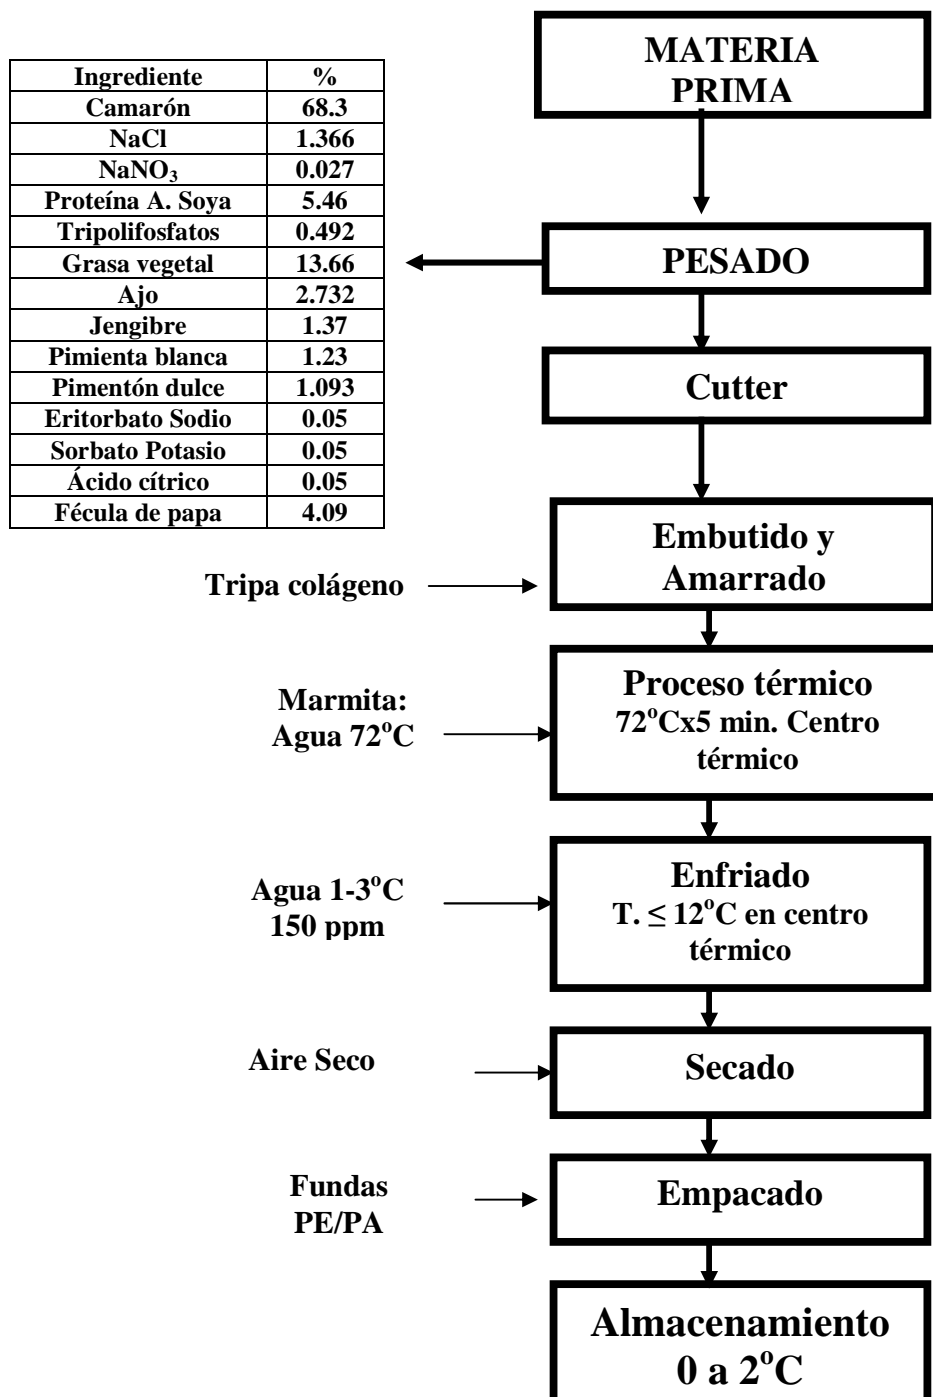 MATERIA
PRIMA
Ingrediente %
Camarón 68.3
NaCl 1.366
NaNO₃ 0.027
Proteína A. Soya 5.46
Tripolifosfatos 0.492
Grasa vegetal 13.66
Ajo 2.732
Jengibre 1.37
Pimienta blanca 1.23
Pimentón dulce 1.093
Eritorbato Sodio 0.05
Sorbato Potasio 0.05
Ácido cítrico 0.05
Fécula de papa 4.09
PESADO
Cutter
Embutido y
Amarrado
Tripa colágeno
Proceso térmico
72°Cx5 min. Centro
térmico
Marmita:
Agua 72°C
Enfriado
T. ≤ 12°C en centro
térmico
Agua 1-3°C
150 ppm
Secado
Aire Seco
Empacado
Fundas
PE/PA
Almacenamiento
0 a 2°C